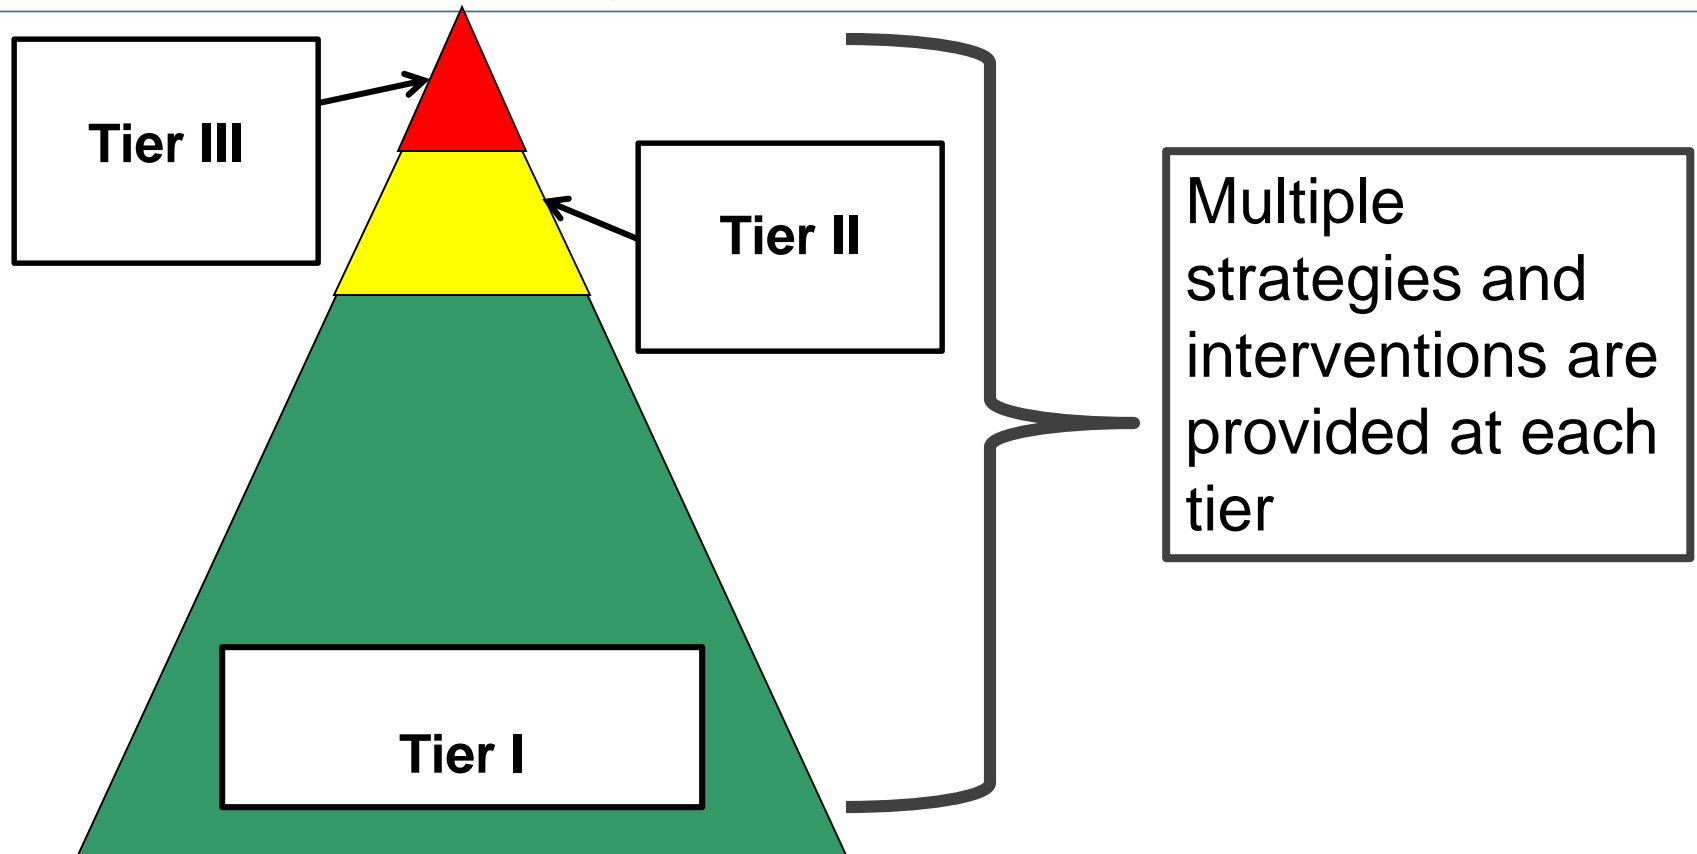 Tier III
Tier II
Tier I
Multiple
strategies and
interventions are
provided at each
tier